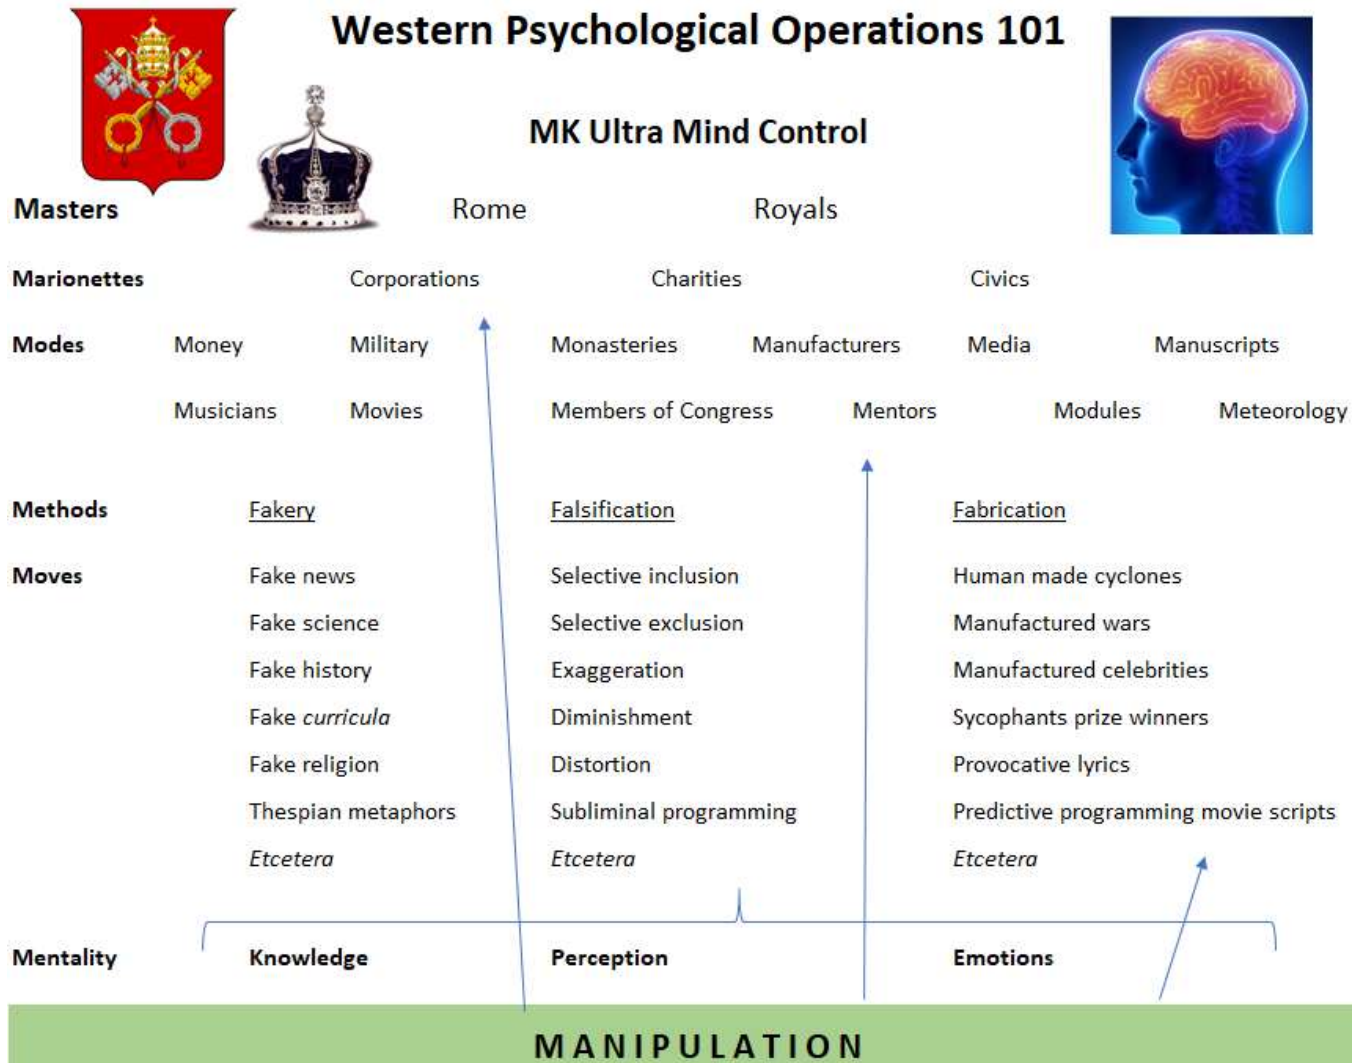 Western Psychological Operations 101
MK Ultra Mind Control
Masters Rome Royals
Marionettes Corporations Charities Civics
Modes Money Military Monasteries Manufacturers Media Manuscripts
Musicians Movies Members of Congress Mentors Modules Meteorology
Methods Fakery Falsification Fabrication
Moves Fake news Selective inclusion Human made cyclones
Fake science Selective exclusion Manufactured wars
Fake history Exaggeration Manufactured celebrities
Fake curricula Diminishment Sycophants prize winners
Fake religion Distortion Provocative lyrics
Thespian metaphors Subliminal programming Predictive programming movie scripts
Etcetera Etcetera Etcetera
Mentality Knowledge Perception Emotions
MANIPULATION